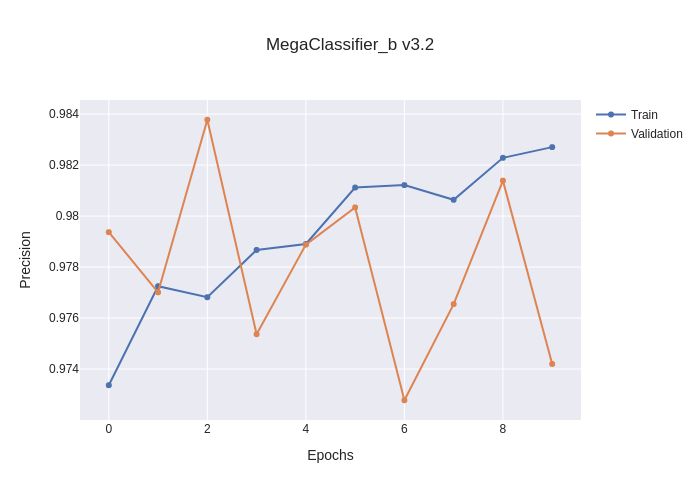 MegaClassifier_b v3.2
Train
Validation
0.984
0.982
0.98
0.978
0.976
0.974
Precision
0 2 4 6 8
Epochs